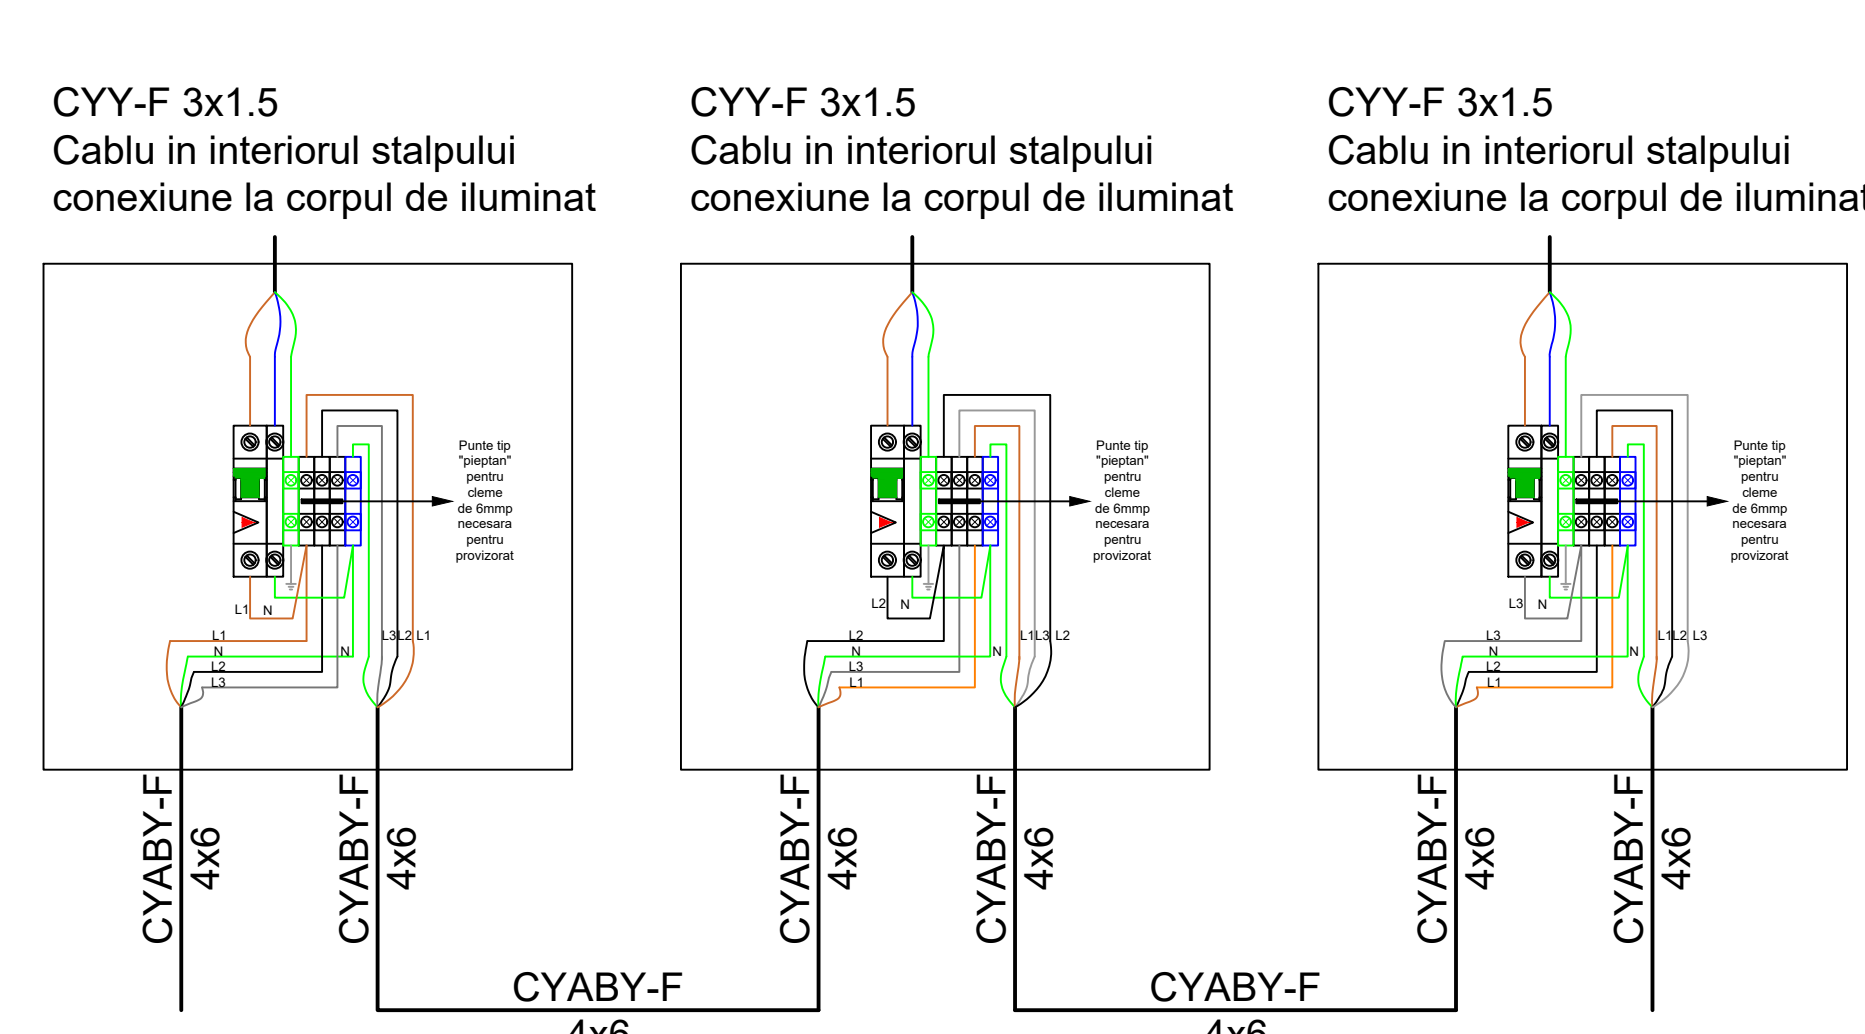 CYY-F 3x1.5
Cablu in interiorul stalpului
conexiune la corpul de iluminat
CYY-F 3x1.5
Cablu in interiorul stalpului
conexiune la corpul de iluminat
CYY-F 3x1.5
Cablu in interiorul stalpului
conexiune la corpul de iluminat
Punte tip
"pieptan"
pentru
cleme
de 6mmp
necesara
pentru
provizorat
L1 N
L1
N
L2
L3
N
L3 L2 L1
Punte tip
"pieptan"
pentru
cleme
de 6mmp
necesara
pentru
provizorat
L2 N
L2
N
L3
L1
N
L1 L3 L2
Punte tip
"pieptan"
pentru
cleme
de 6mmp
necesara
pentru
provizorat
L3 N
L3
N
L2
L1
N
L1 L2 L3
CYABY-F
4x6
CYABY-F
4x6
CYABY-F
4x6
CYABY-F
4x6
CYABY-F
4x6
CYABY-F
4x6
CYABY-F
4x6
CYABY-F
4x6